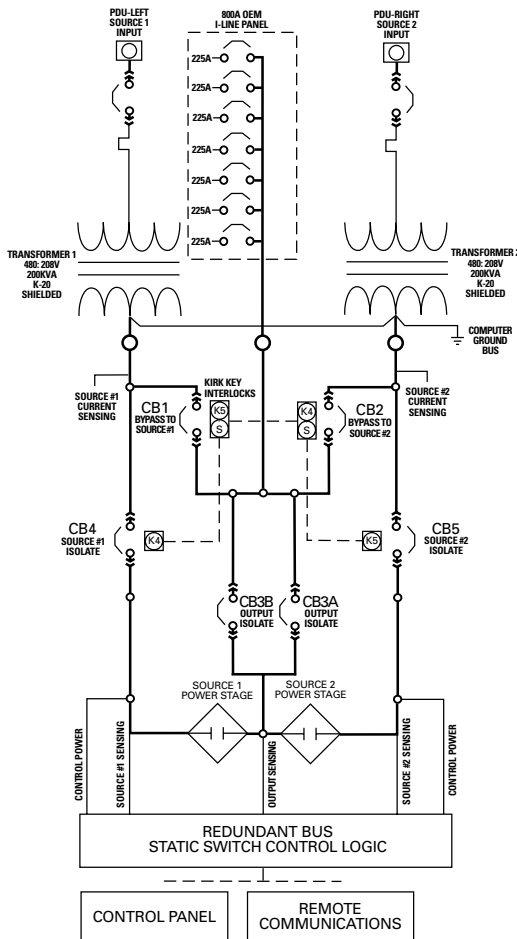 PDU-LEFT
SOURCE 1
INPUT
800A OEM
I-LINE PANEL
PDU-RIGHT
SOURCE 2
INPUT
225A
225A
225A
225A
225A
225A
225A
TRANSFORMER 1
480: 208V
200KVA
K-20
SHIELDED
TRANSFORMER 2
480: 208V
200KVA
K-20
SHIELDED
COMPUTER
GROUND
BUS
SOURCE #1
CURRENT
SENSING
KIRK KEY
INTERLOCKS
SOURCE #2
CURRENT
SENSING
CB1
BYPASS TO
SOURCE#1
K5
S
K4
S
CB2
BYPASS TO
SOURCE #2
CB4
SOURCE #1
ISOLATE
K4
K5
CB5
SOURCE #2
ISOLATE
CB3B
OUTPUT
ISOLATE
CB3A
OUTPUT
ISOLATE
SOURCE 1
POWER STAGE
SOURCE 2
POWER STAGE
CONTROL POWER
SOURCE #1 SENSING
OUTPUT SENSING
SOURCE #2 SENSING
CONTROL POWER
REDUNDANT BUS
STATIC SWITCH CONTROL LOGIC
CONTROL PANEL
REMOTE
COMMUNICATIONS